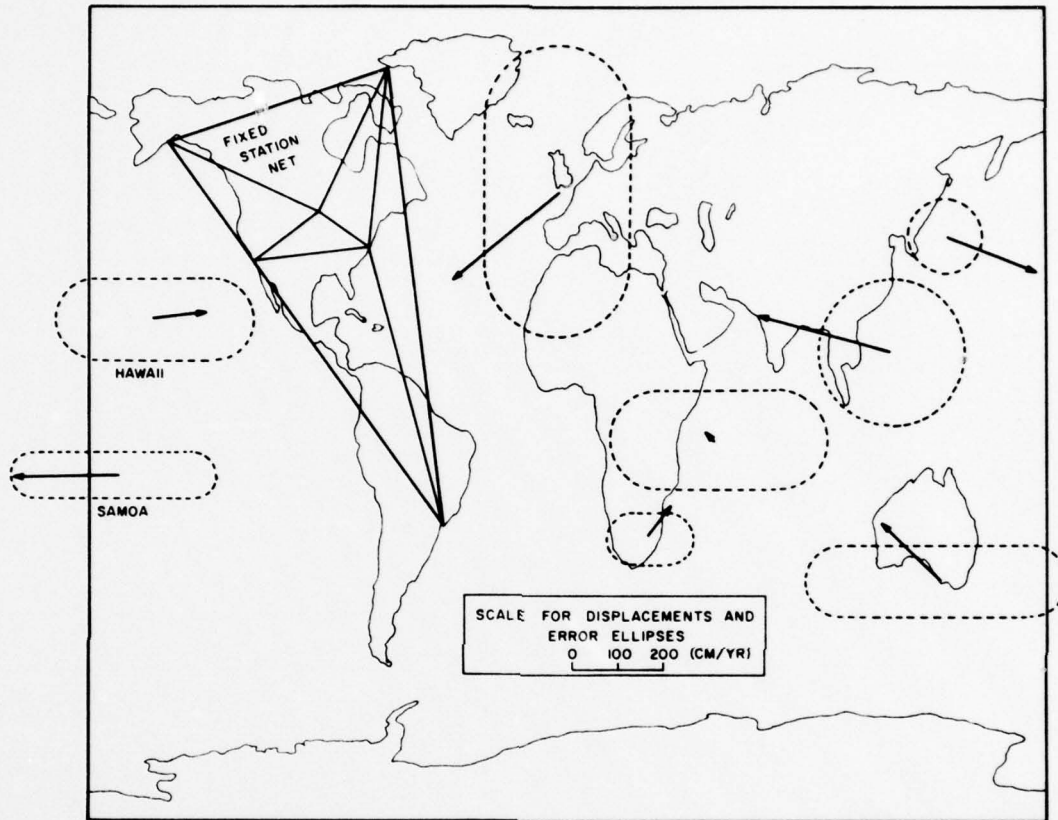 FIXED
STATION
NET
HAWAII
SAMOA
SCALE FOR DISPLACEMENTS AND
ERROR ELLIPSES
0 100 200 (CM/YR)